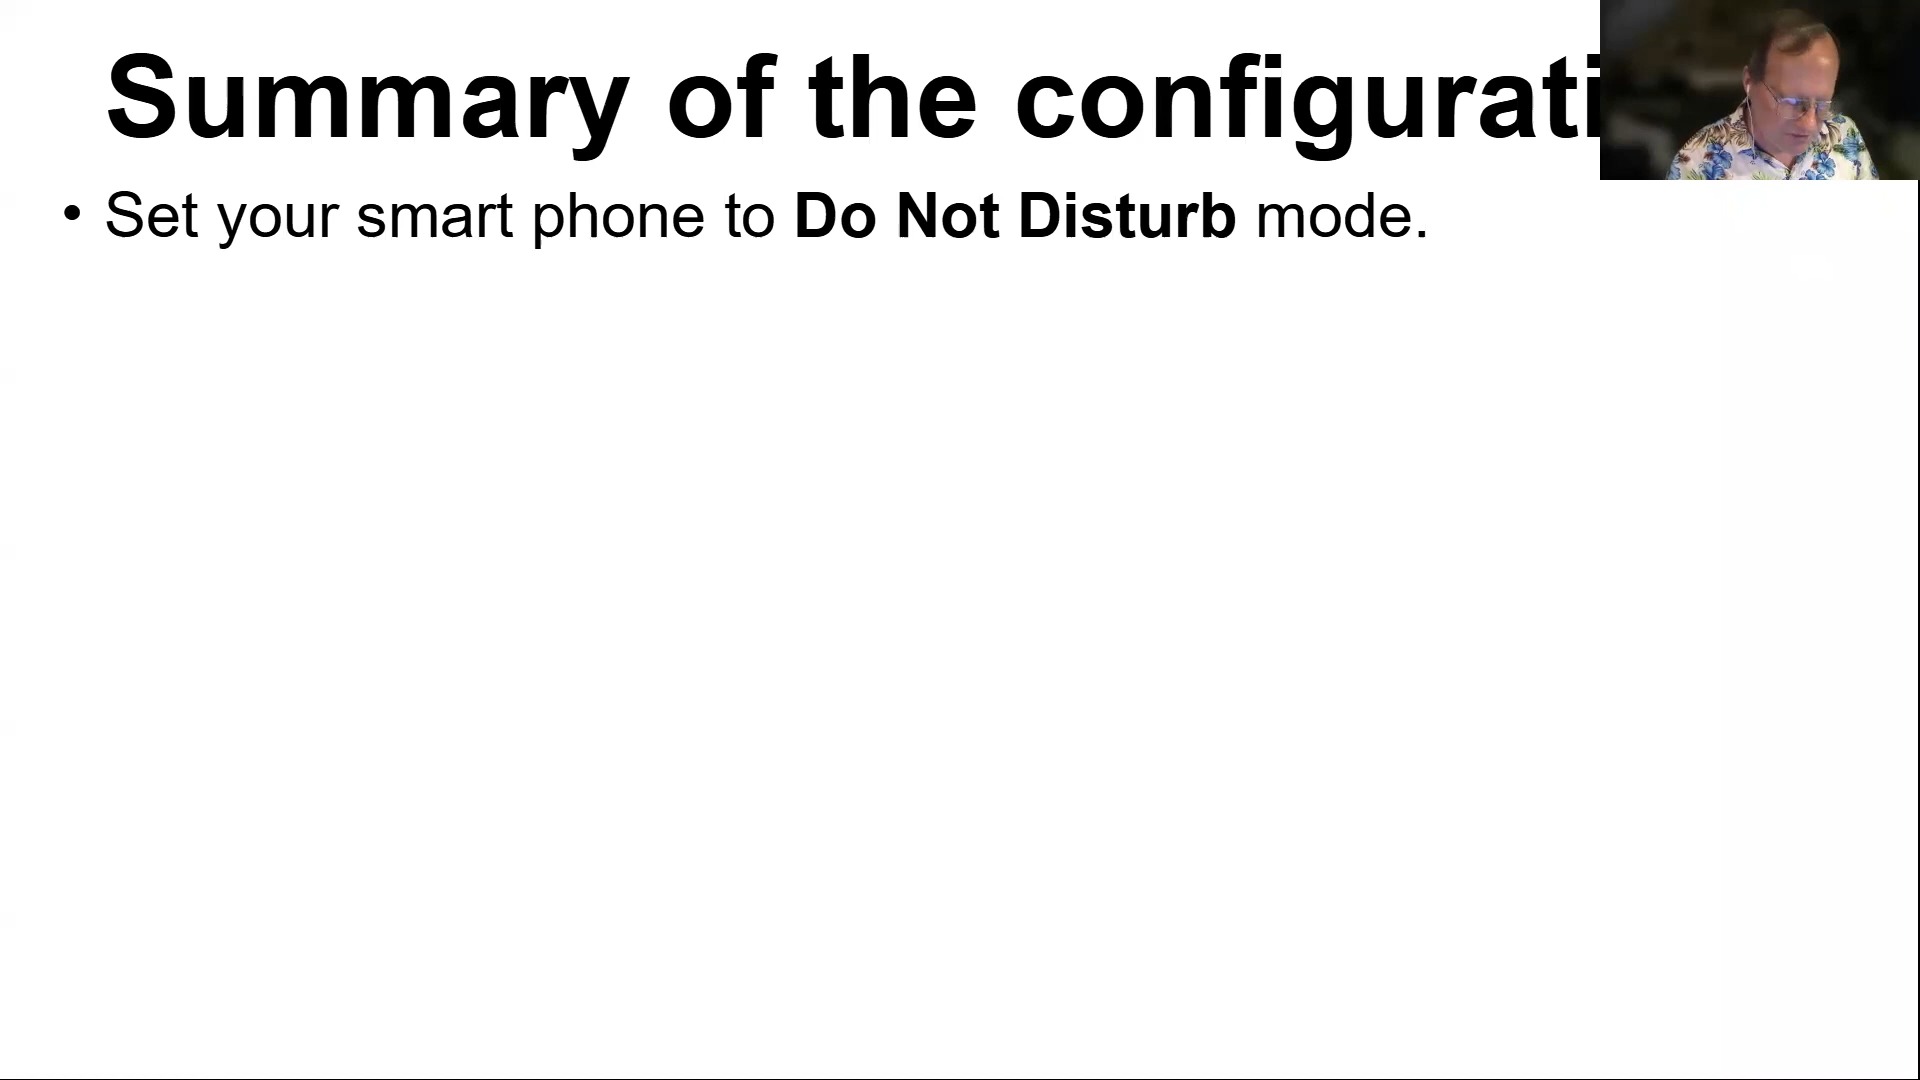 Summary of the configurati
• Set your smart phone to Do Not Disturb mode.